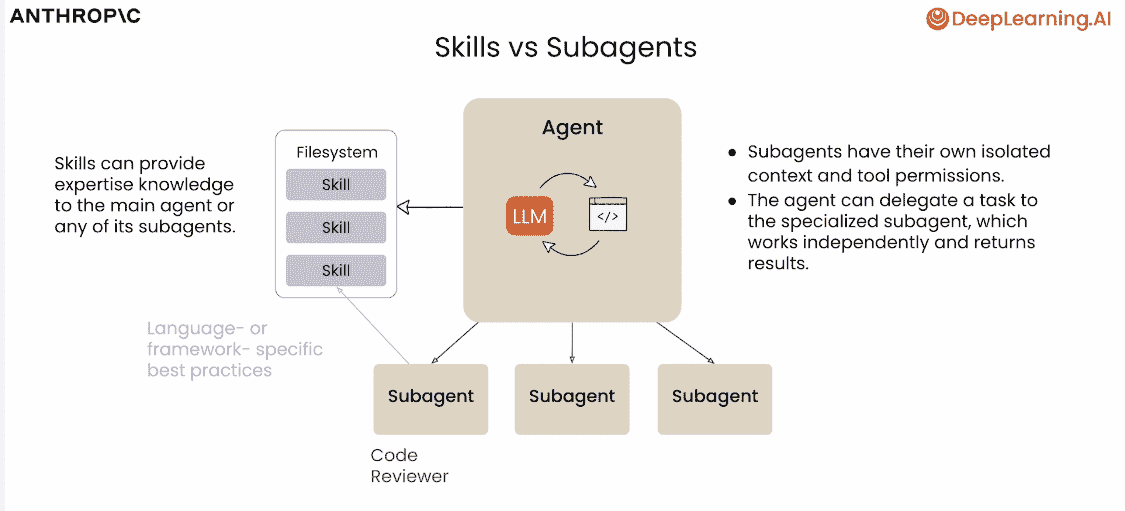 ANTHROP\C
DeepLearning.AI
Skills vs Subagents
Skills can provide
expertise knowledge
to the main agent or
any of its subagents.
Filesystem
Skill
Skill
Skill
Agent
LLM
</>
● Subagents have their own isolated
context and tool permissions.
● The agent can delegate a task to
the specialized subagent, which
works independently and returns
results.
Language- or
framework- specific
best practices
Subagent
Subagent
Subagent
Code
Reviewer